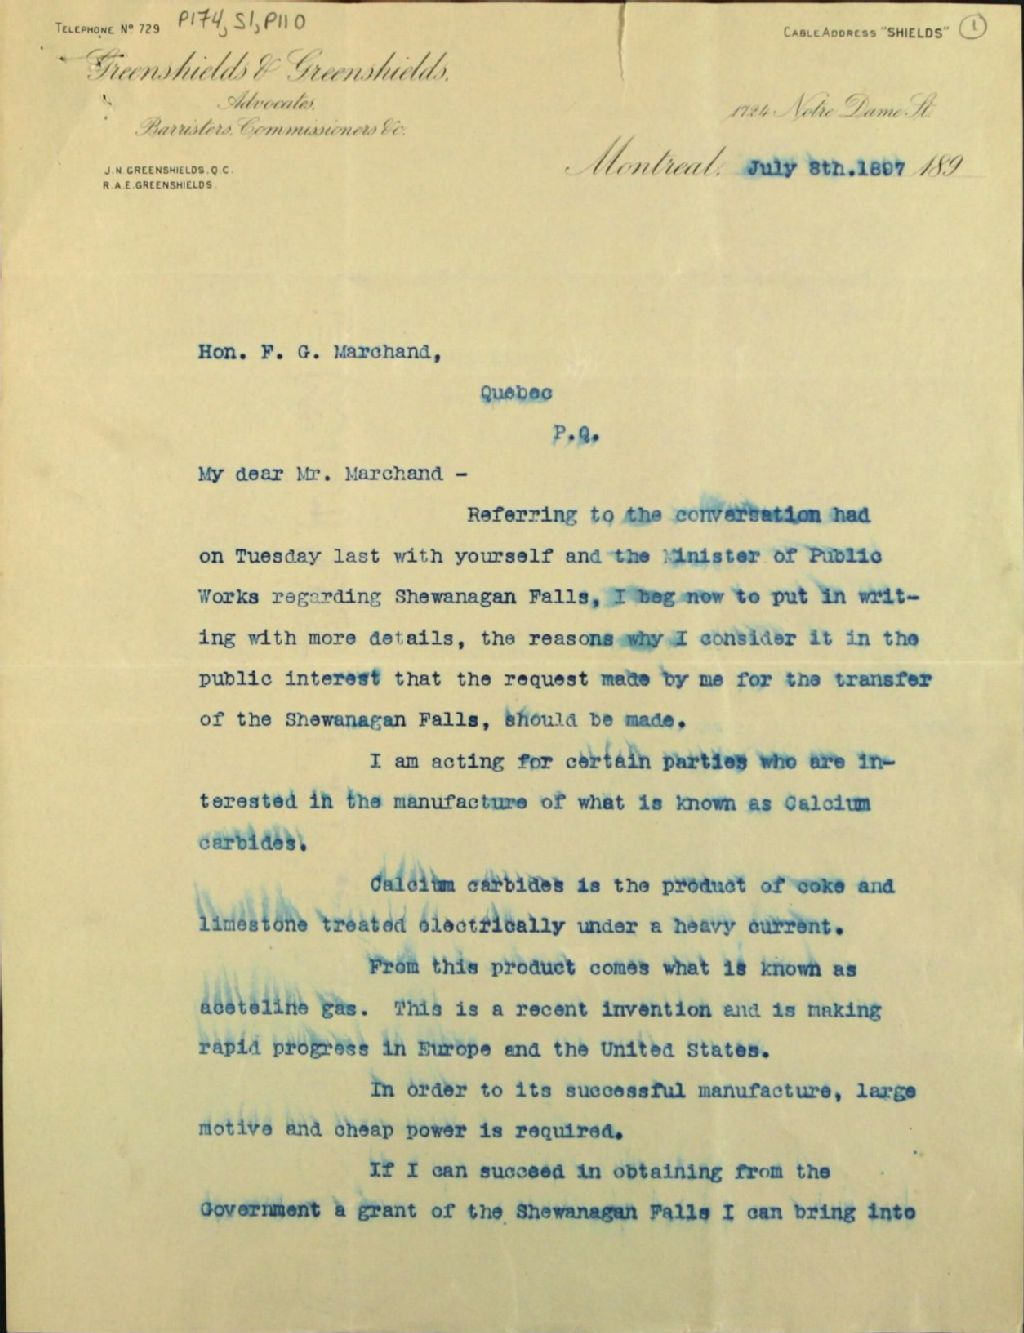 TELEPHONE Nº 729
P174, S1, P110
CABLE ADDRESS "SHIELDS"
1
Greenshields & Greenshields.
Advocates,
Barristers, Commissioners &c.
1724 Notre Dame St.
J.N.GREENSHIELDS.Q.C.
R.A.E.GREENSHIELDS.
Montreal, July 8th.1897 189
Hon. F. G. Marchand,
Quebec
P.Q.
My dear Mr. Marchand -
Referring to the conversation had
on Tuesday last with yourself and the Minister of Public
Works regarding Shewanagan Falls, I beg now to put in writ-
ing with more details, the reasons why I consider it in the
public interest that the request made by me for the transfer
of the Shewanagan Falls, should be made.
I am acting for certain parties who are in-
terested in the manufacture of what is known as Calcium
carbides.
Calcium carbides is the product of coke and
limestone treated electrically under a heavy current.
From this product comes what is known as
aceteline gas. This is a recent invention and is making
rapid progress in Europe and the United States.
In order to its successful manufacture, large
motive and cheap power is required.
If I can succeed in obtaining from the
Government a grant of the Shewanagan Falls I can bring into